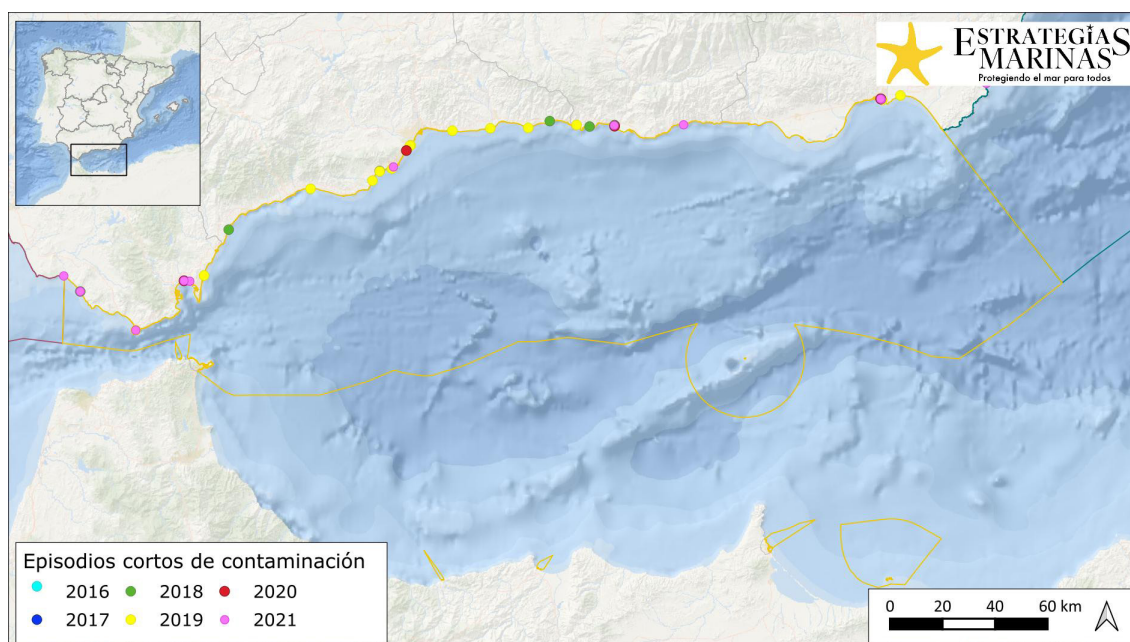 ESTRATEGIAS
MARINAS
Protegiendo el mar para todos
Episodios cortos de contaminación
2016 2018 2020
2017 2019 2021
0 20 40 60 km